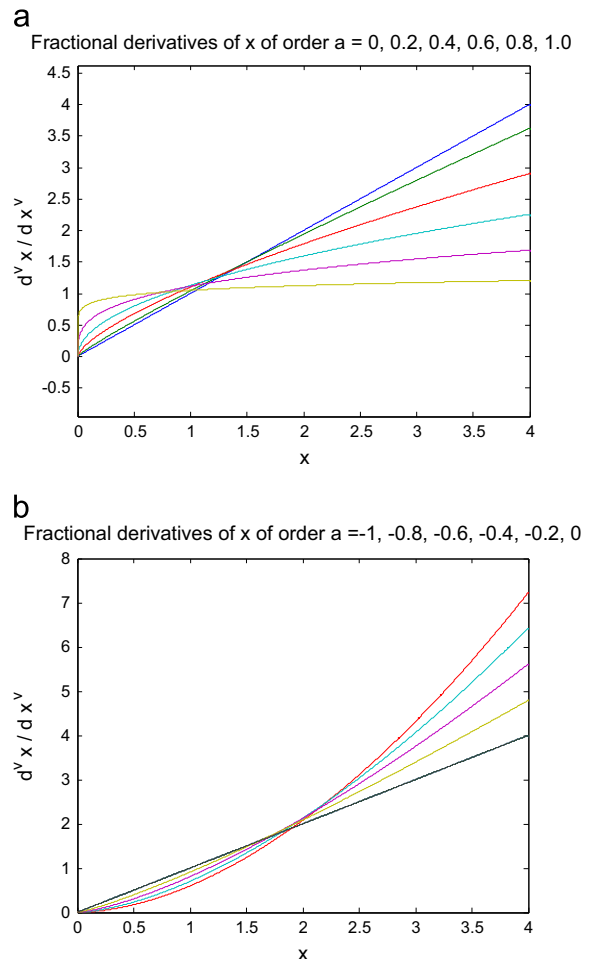 a
Fractional derivatives of x of order a = 0, 0.2, 0.4, 0.6, 0.8, 1.0
4.5
4
3.5
3
2.5
2
1.5
1
0.5
0
-0.5
d^v x / d x^v
0 0.5 1 1.5 2 2.5 3 3.5 4
x
b
Fractional derivatives of x of order a =-1, -0.8, -0.6, -0.4, -0.2, 0
8
7
6
5
4
3
2
1
0
d^v x / d x^v
0 0.5 1 1.5 2 2.5 3 3.5 4
x